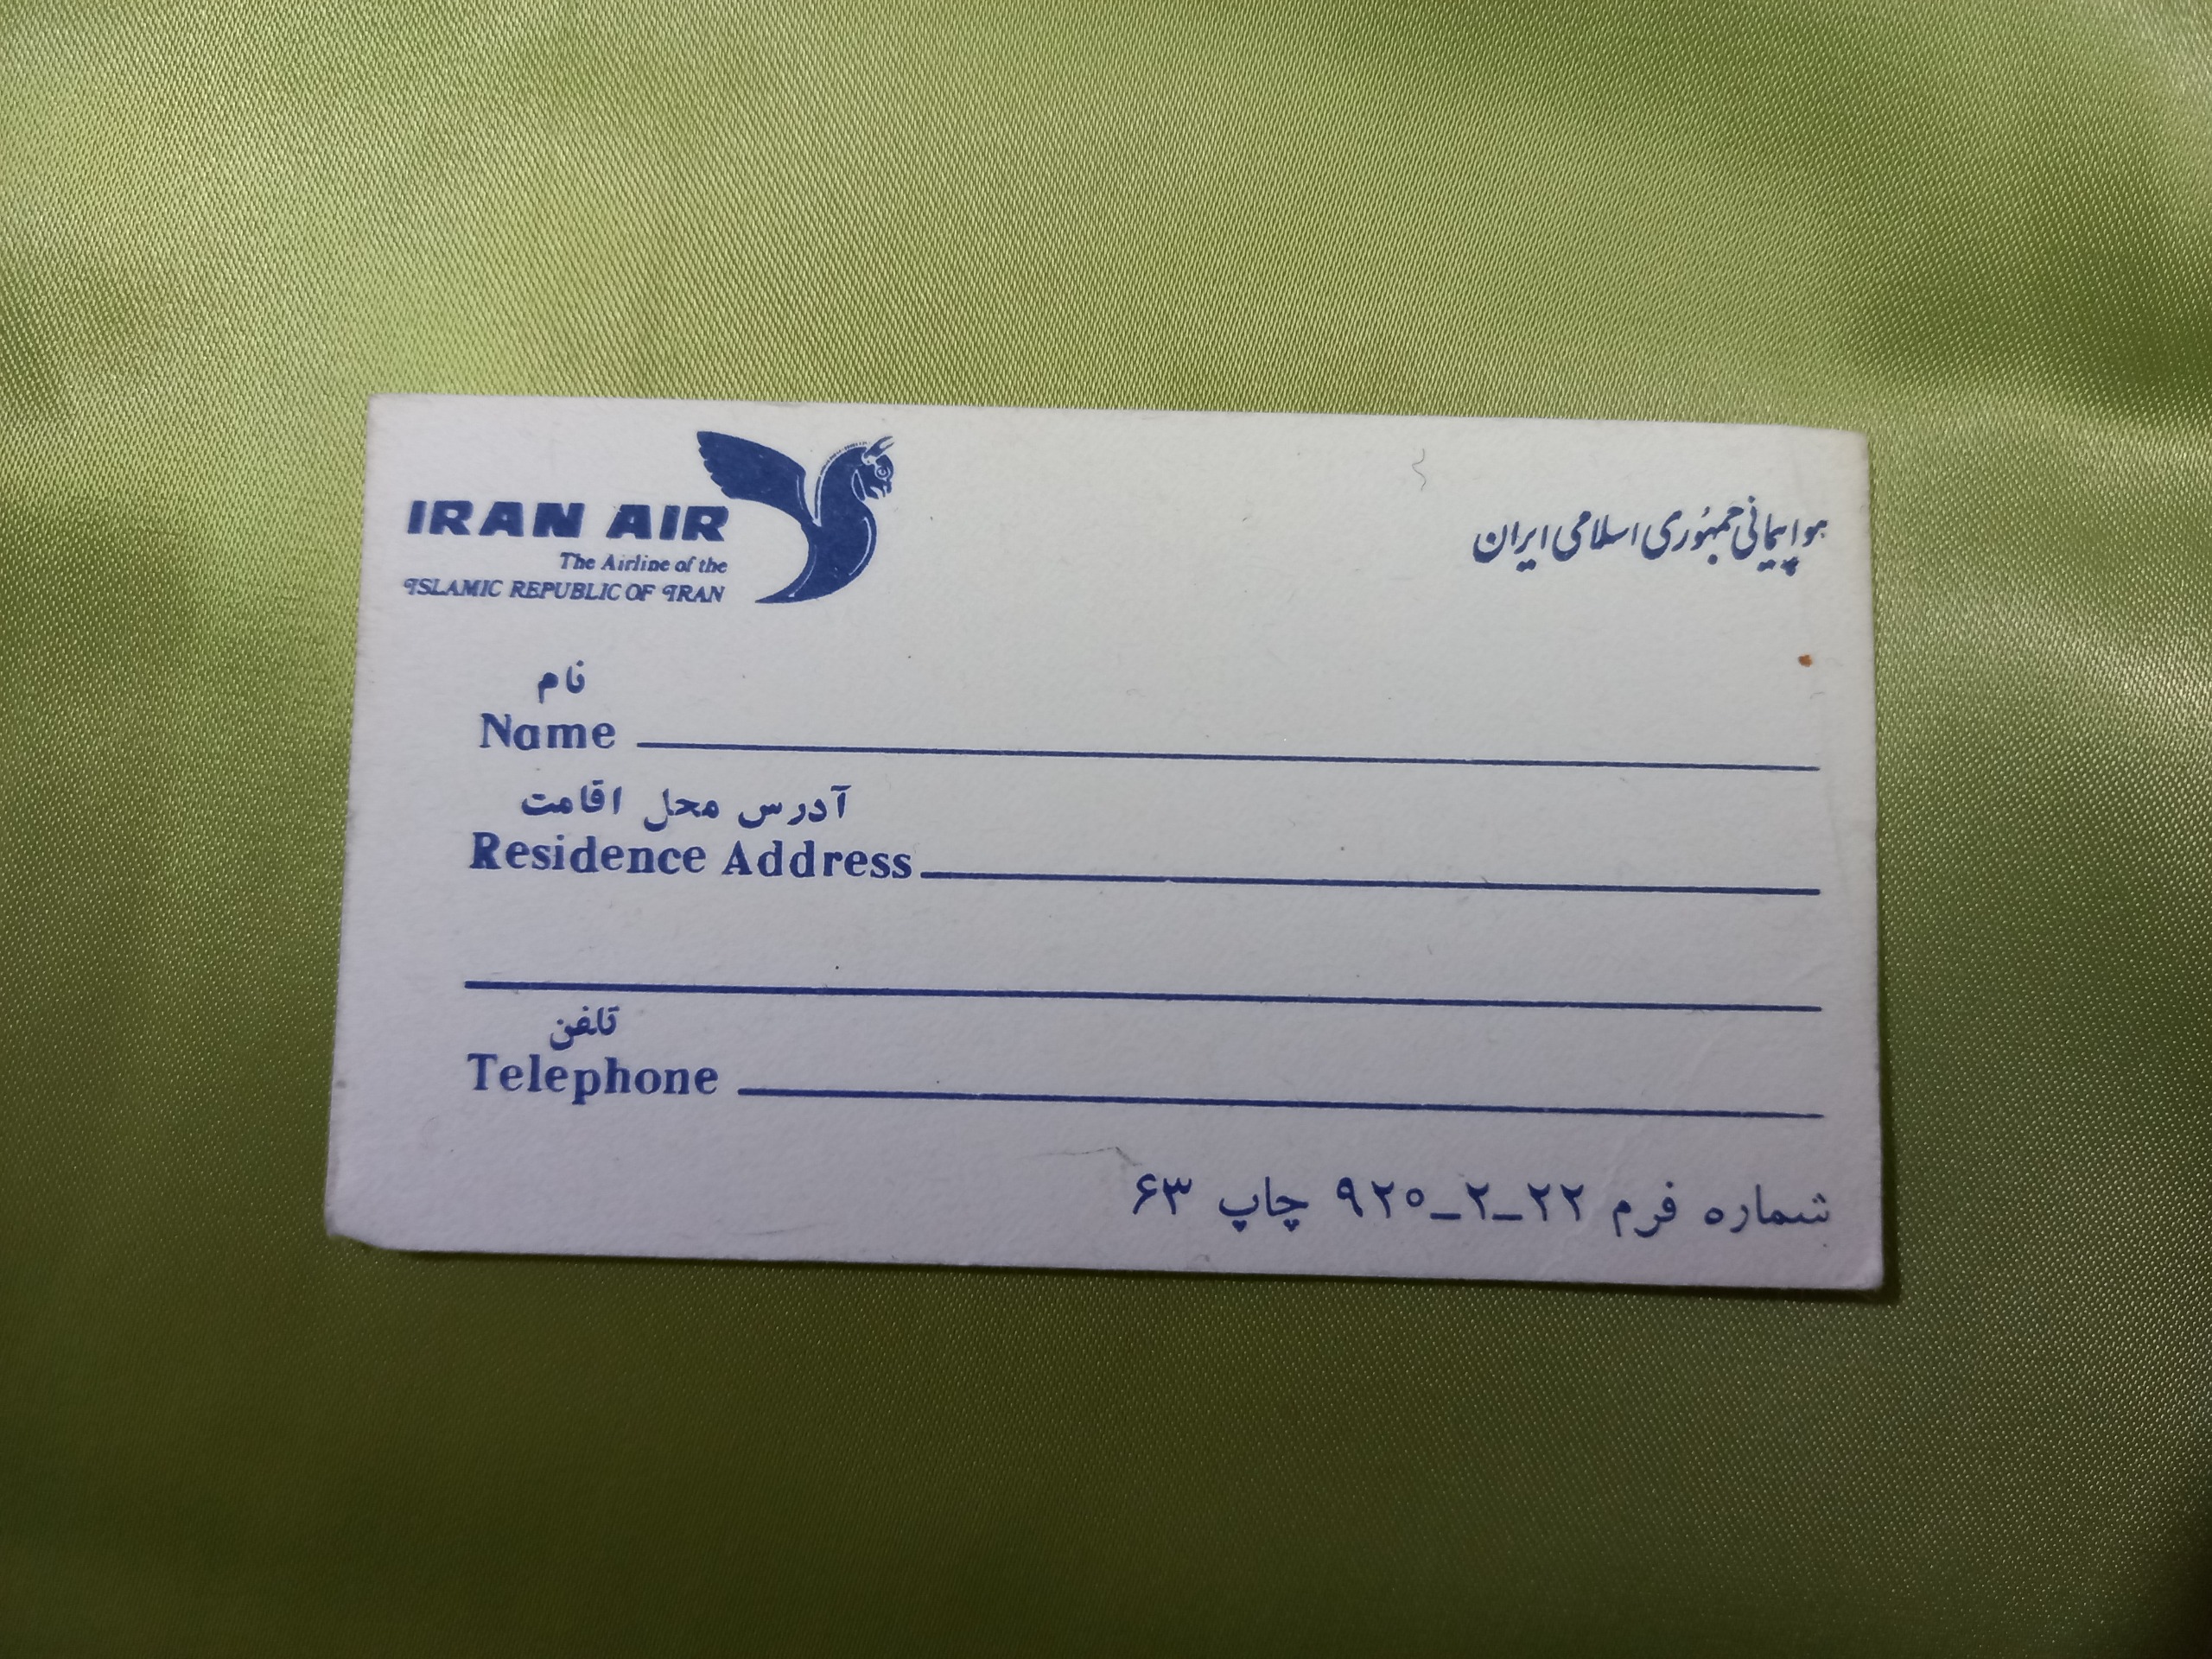 IRAN AIR
The Airline of the
ISLAMIC REPUBLIC OF IRAN
هواپیمائی جمهوری اسلامی ایران
نام
Name
آدرس محل اقامت
Residence Address
تلفن
Telephone
شماره فرم ۲۲_۲_۹۲۰ چاپ ۶۳